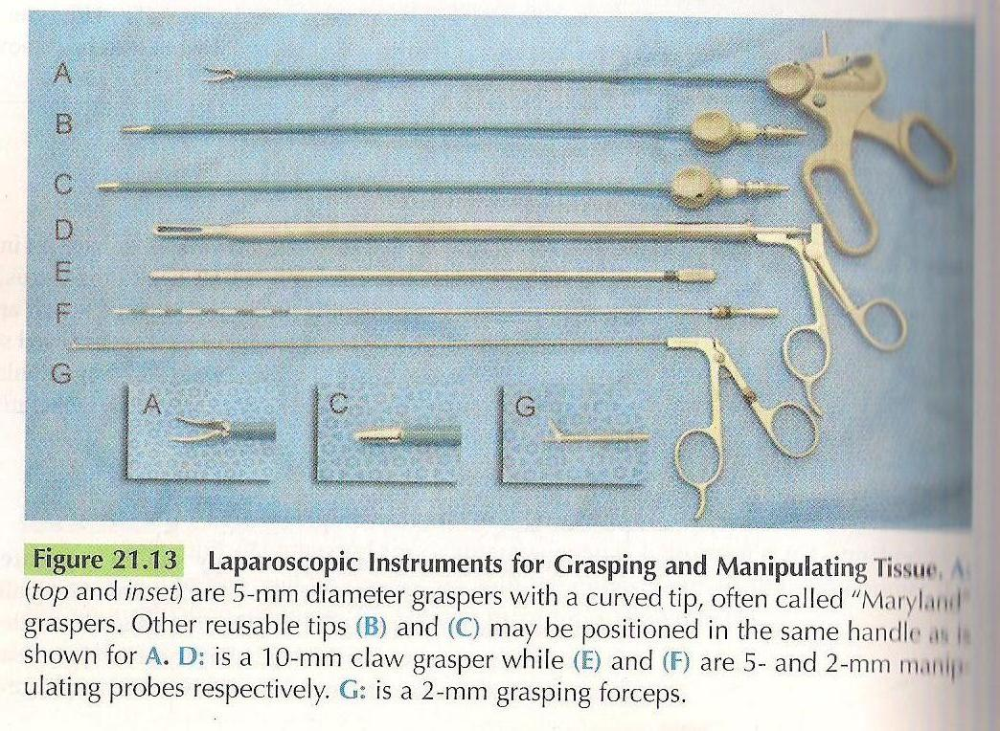 A
B
C
D
E
F
G
A
C
G
Figure 21.13 Laparoscopic Instruments for Grasping and Manipulating Tissue, A:
(top and inset) are 5-mm diameter graspers with a curved tip, often called “Maryland”
graspers. Other reusable tips (B) and (C) may be positioned in the same handle as is
shown for A. D: is a 10-mm claw grasper while (E) and (F) are 5- and 2-mm manip-
ulating probes respectively. G: is a 2-mm grasping forceps.